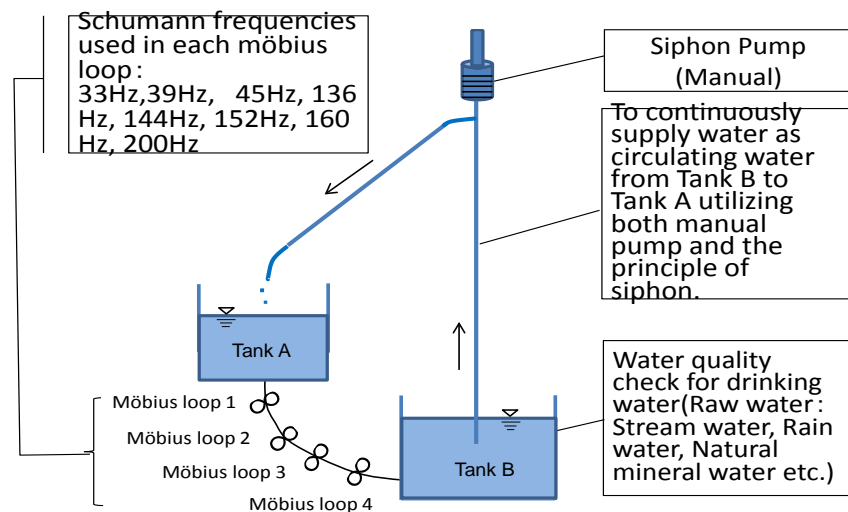 Schumann frequencies
used in each möbius
loop :
33Hz,39Hz, 45Hz, 136
Hz, 144Hz, 152Hz, 160
Hz, 200Hz
Siphon Pump
(Manual)
To continuously
supply water as
circulating water
from Tank B to
Tank A utilizing
both manual
pump and the
principle of
siphon.
Tank A
Möbius loop 1
Möbius loop 2
Möbius loop 3
Möbius loop 4
Tank B
Water quality
check for drinking
water(Raw water :
Stream water, Rain
water, Natural
mineral water etc.)